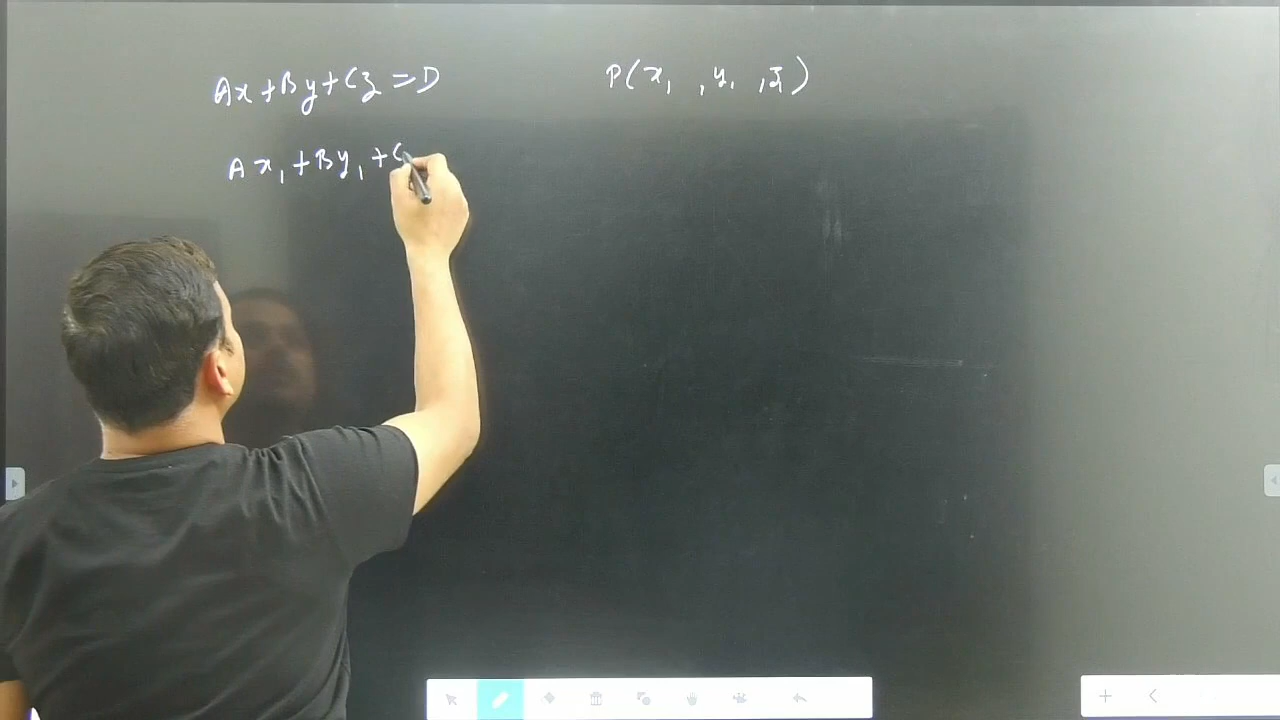 Ax+By+Cz=D
P(x₁, y₁, z₁)
Ax₁+By₁+C